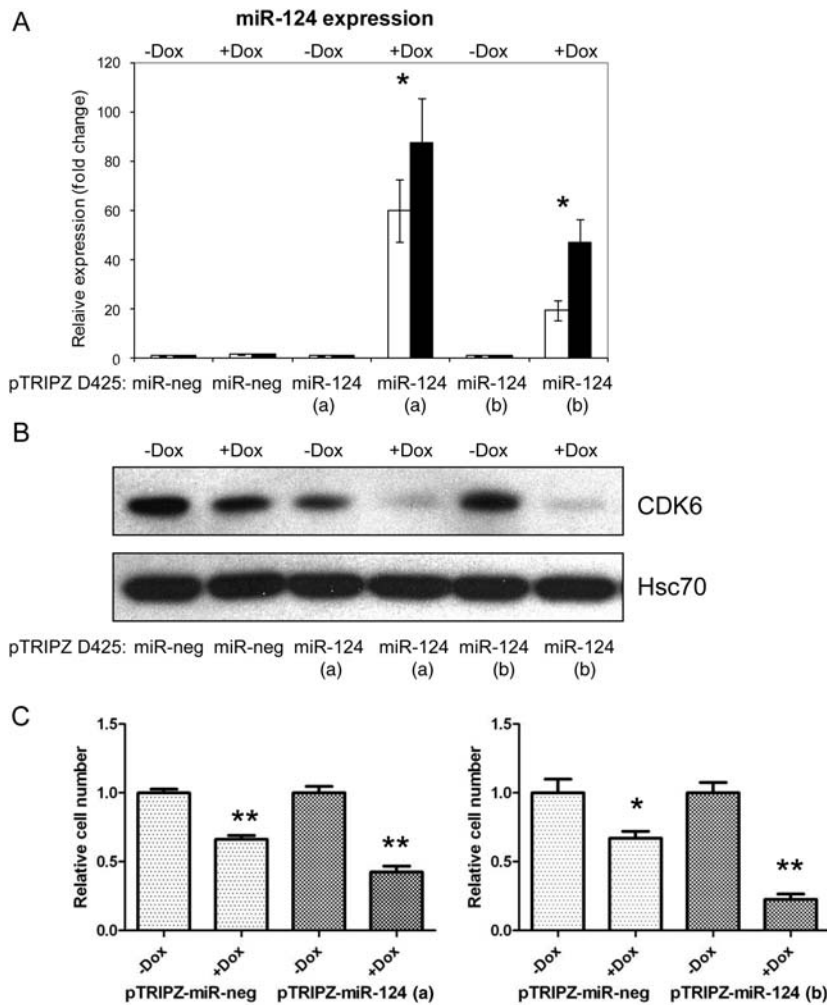 A
miR-124 expression
-Dox +Dox -Dox +Dox -Dox +Dox
120
100
80
60
40
20
0
Relaive expression (fold change)
* *
pTRIPZ D425: miR-neg miR-neg miR-124 miR-124 miR-124 miR-124
(a) (a) (b) (b)
B
-Dox +Dox -Dox +Dox -Dox +Dox
CDK6
Hsc70
pTRIPZ D425: miR-neg miR-neg miR-124 miR-124 miR-124 miR-124
(a) (a) (b) (b)
C
Relative cell number
1.5
1.0
0.5
0.0
** **
-Dox +Dox -Dox +Dox
pTRIPZ-miR-neg pTRIPZ-miR-124 (a)
Relative cell number
1.5
1.0
0.5
0.0
* **
-Dox +Dox -Dox +Dox
pTRIPZ-miR-neg pTRIPZ-miR-124 (b)